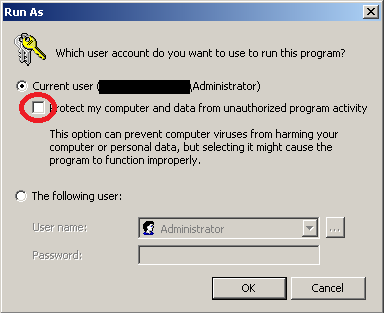 Run As
Which user account do you want to use to run this program?
Current user (\Administrator)
Protect my computer and data from unauthorized program activity
This option can prevent computer viruses from harming your
computer or personal data, but selecting it might cause the
program to function improperly.
The following user:
User name:
Administrator
...
Password:
OK
Cancel